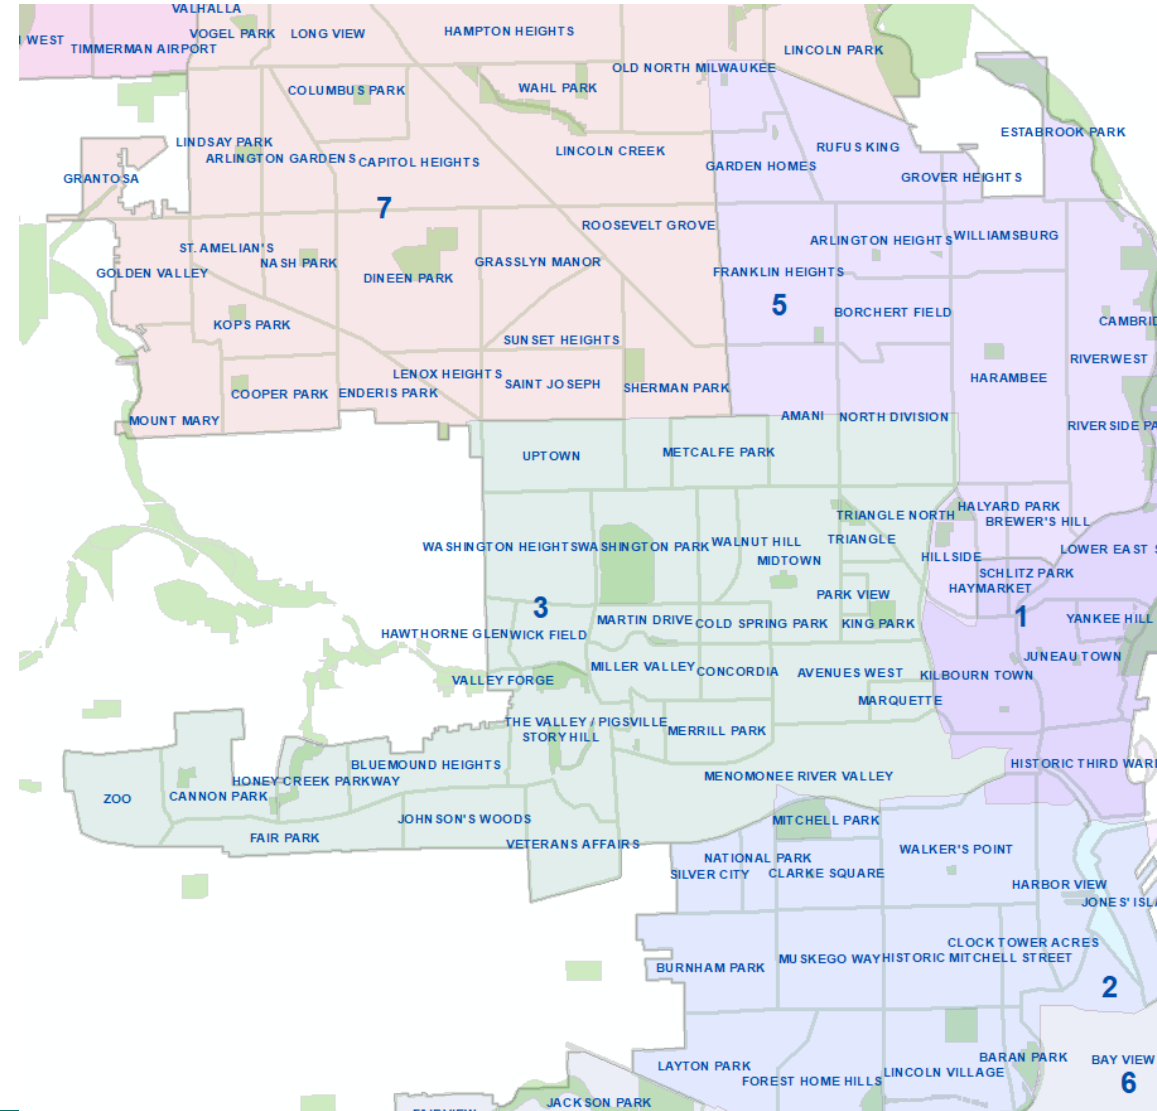 VALHALLA
WEST
VOGEL PARK
LONG VIEW
HAMPTON HEIGHTS
TIMMERMAN AIRPORT
LINCOLN PARK
OLD NORTH MILWAUKEE
COLUMBUS PARK
WAHL PARK
ESTABROOK PARK
LINDSAY PARK
RUFUS KING
LINCOLN CREEK
ARLINGTON GARDENS
CAPITOL HEIGHTS
GARDEN HOMES
GRANTOSA
GROVER HEIGHTS
7
ROOSEVELT GROVE
ARLINGTON HEIGHTS
WILLIAMSBURG
ST. AMELIAN'S
NASH PARK
GRASSLYN MANOR
GOLDEN VALLEY
DINEEN PARK
FRANKLIN HEIGHTS
5
BORCHERT FIELD
KOPS PARK
CAMBRID
SUNSET HEIGHTS
RIVERWEST
LENOX HEIGHTS
HARAMBEE
COOPER PARK
ENDERIS PARK
SAINT JOSEPH
SHERMAN PARK
MOUNT MARY
AMANI
NORTH DIVISION
RIVERSIDE PA
UPTOWN
METCALFE PARK
HALYARD PARK
TRIANGLE NORTH
BREWER'S HILL
WASHINGTON HEIGHTS
WASHINGTON PARK
WALNUT HILL
TRIANGLE
LOWER EAST S
MIDTOWN
HILLSIDE
SCHLITZ PARK
HAYMARKET
PARK VIEW
3
1
MARTIN DRIVE
COLD SPRING PARK
KING PARK
YANKEE HILL
HAWTHORNE GLEN
WICK FIELD
JUNEAU TOWN
VALLEY FORGE
MILLER VALLEY
CONCORDIA
AVENUES WEST
KILBOURN TOWN
MARQUETTE
THE VALLEY / PIGSVILLE
STORY HILL
MERRILL PARK
BLUEMOUND HEIGHTS
HISTORIC THIRD WAR
HONEY CREEK PARKWAY
MENOMONEE RIVER VALLEY
ZOO
CANNON PARK
JOHNSON'S WOODS
MITCHELL PARK
FAIR PARK
VETERANS AFFAIRS
WALKER'S POINT
NATIONAL PARK
SILVER CITY
CLARKE SQUARE
HARBOR VIEW
JONES' ISL
CLOCK TOWER ACRES
MUSKEGO WAY
HISTORIC MITCHELL STREET
BURNHAM PARK
2
BARAN PARK
BAY VIEW
LAYTON PARK
LINCOLN VILLAGE
FOREST HOME HILLS
6
JACKSON PARK
FAIRVIEW